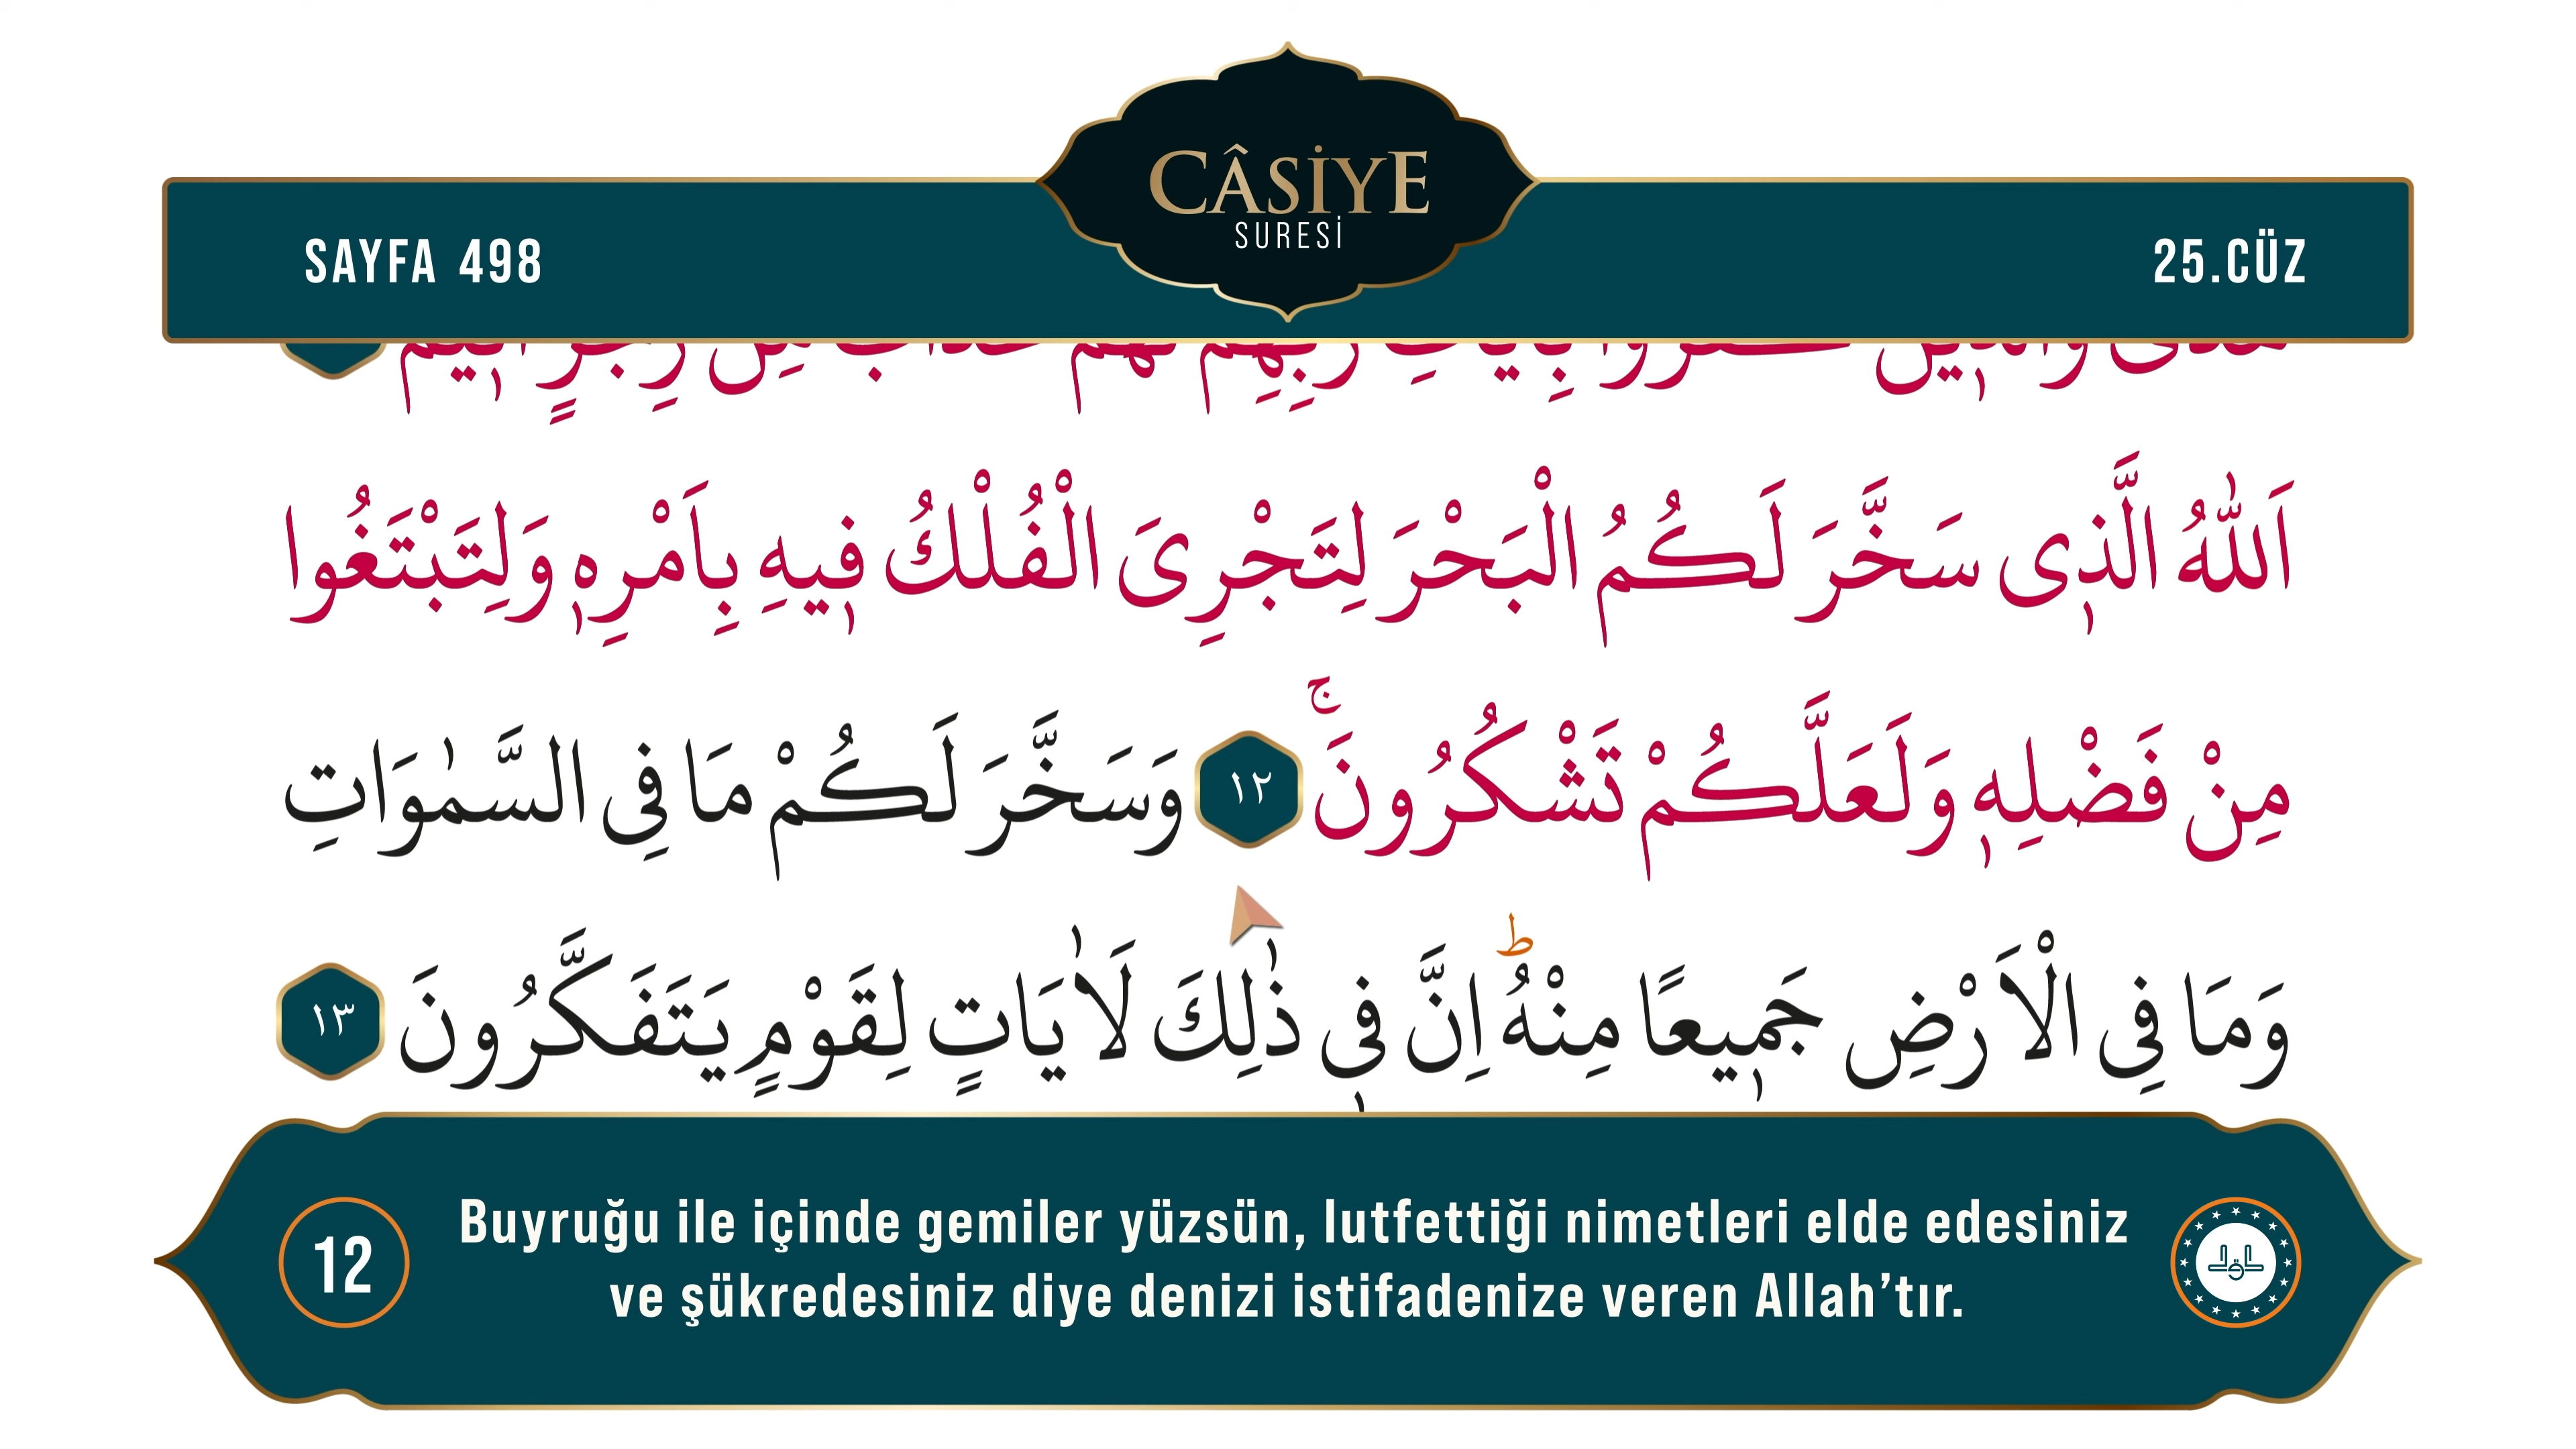 CÂSİYE
SURESİ
SAYFA 498
25.CÜZ
اَللّٰهُ الَّذ۪ى سَخَّرَ لَكُمُ الْبَحْرَ لِتَجْرِىَ الْفُلْكُ ف۪يهِ بِاَمْرِه۪ وَلِتَبْتَغُوا
مِنْ فَضْلِه۪ وَلَعَلَّكُمْ تَشْكُرُونَۚ ١٢ وَسَخَّرَ لَكُمْ مَا فِى السَّمٰوَاتِ
وَمَا فِى الْاَرْضِ جَم۪يعًا مِنْهُؕ اِنَّ ف۪ى ذٰلِكَ لَاٰيَاتٍ لِقَوْمٍ يَتَفَكَّرُونَ ١٣
12
Buyruğu ile içinde gemiler yüzsün, lutfettiği nimetleri elde edesiniz
ve şükredesiniz diye denizi istifadenize veren Allah’tır.